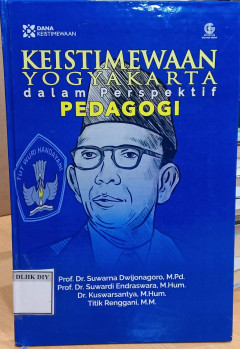 DANA
KEISTIMEWAAN
KEISTIMEWAAN
YOGYAKARTA
dalam Perspektif
PEDAGOGI
TUT WURI HANDAYANI
Prof. Dr. Suwarna Dwijonagoro, M.Pd.
Prof. Dr. Suwardi Endraswara, M.Hum.
Dr. Kuswarsantyo, M.Hum.
Titik Renggani, M.M.
DLHK DIY